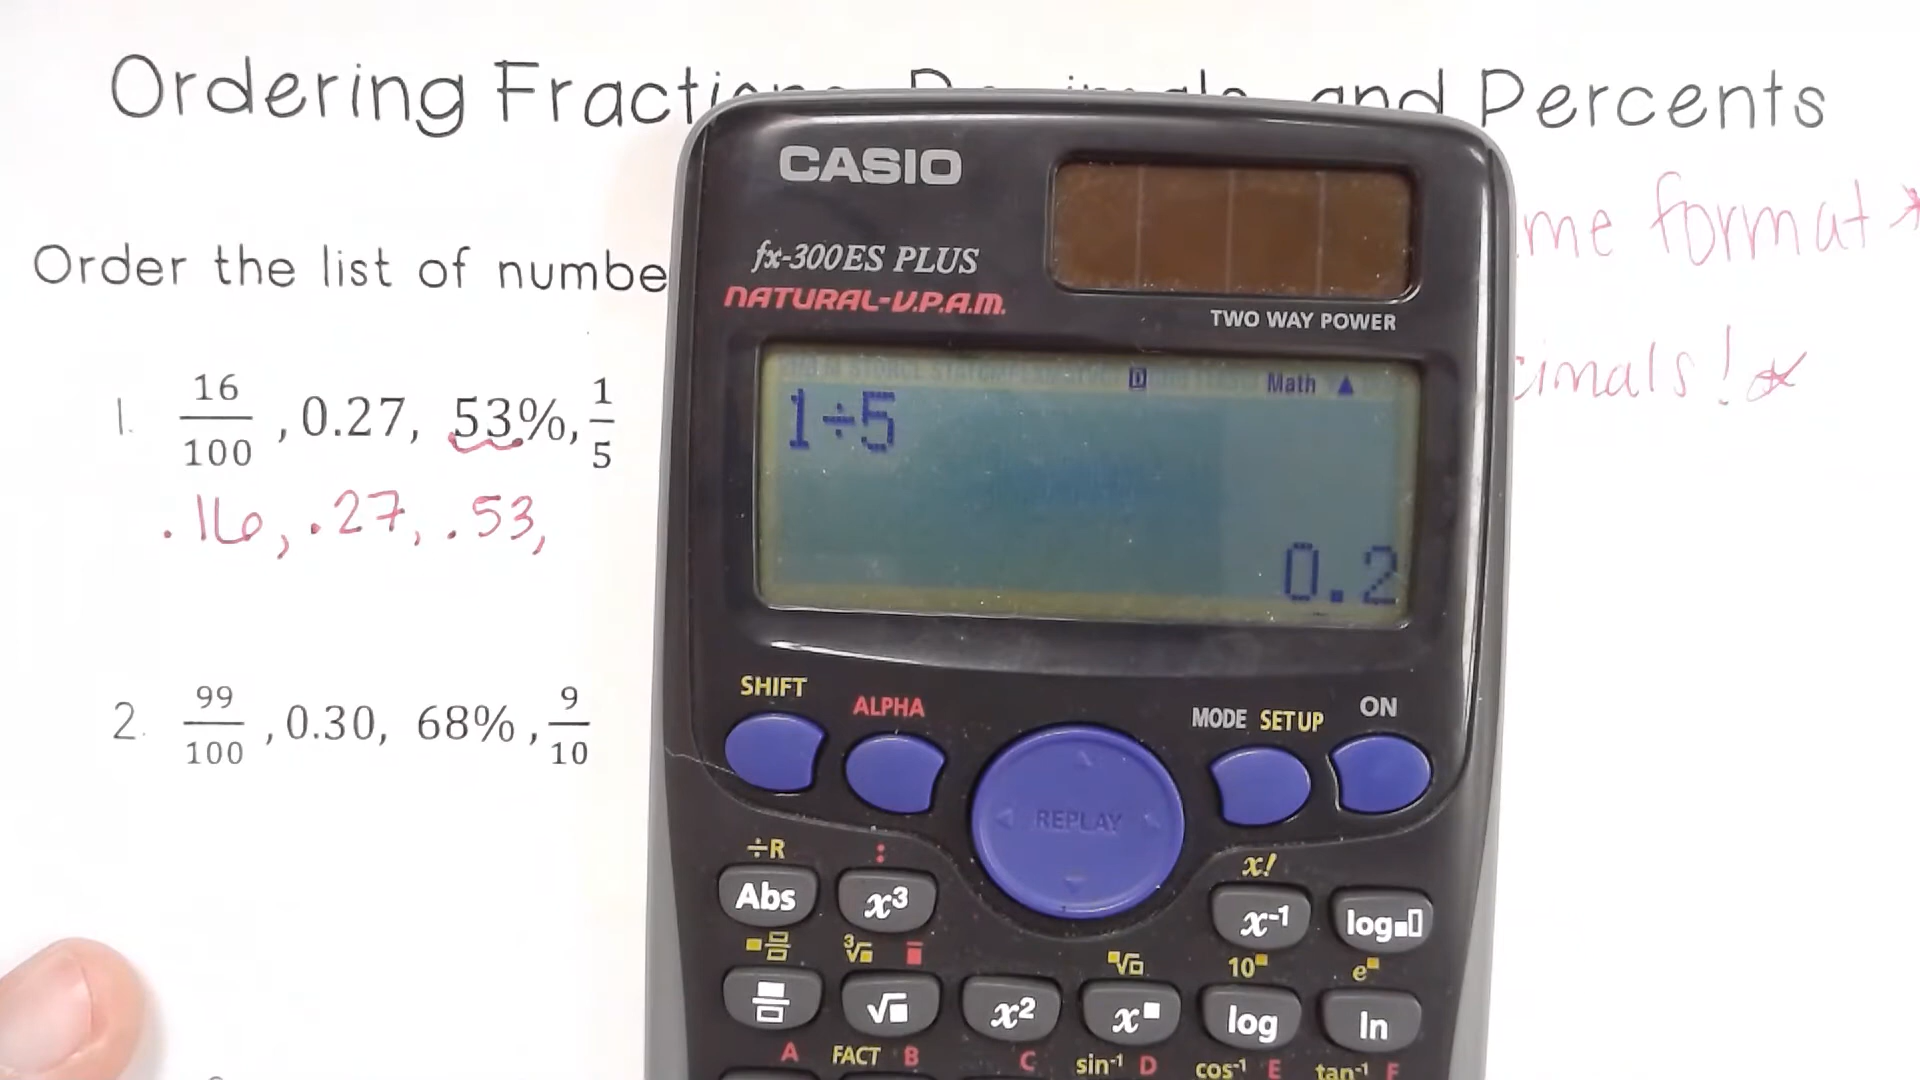 Ordering Fractions, Decimals, and Percents
Order the list of numbe
me format *
cimals!
1. 16/100, 0.27, 53%, 1/5
.16, .27, .53,
2. 99/100, 0.30, 68%, 9/10
CASIO
fx-300ES PLUS
NATURAL-V.P.A.M.
TWO WAY POWER
D Math ▲
1÷5
0.2
SHIFT
ALPHA
MODE SETUP
ON
REPLAY
÷R : x!
Abs x³ x⁻¹ log▪▯
▪▯/▯ ³√▪ ▪√▯ 10▪ e▪
▪/▯ √▪ x² x▪ log ln
A FACT B C sin⁻¹ D cos⁻¹ E tan⁻¹ F